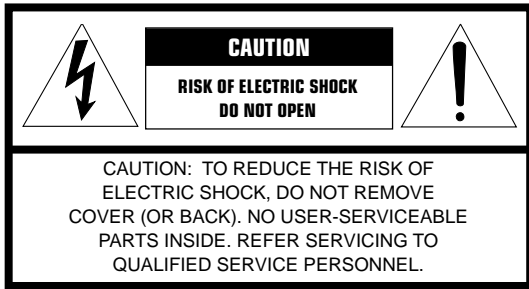 CAUTION
RISK OF ELECTRIC SHOCK
DO NOT OPEN
CAUTION: TO REDUCE THE RISK OF
ELECTRIC SHOCK, DO NOT REMOVE
COVER (OR BACK). NO USER-SERVICEABLE
PARTS INSIDE. REFER SERVICING TO
QUALIFIED SERVICE PERSONNEL.